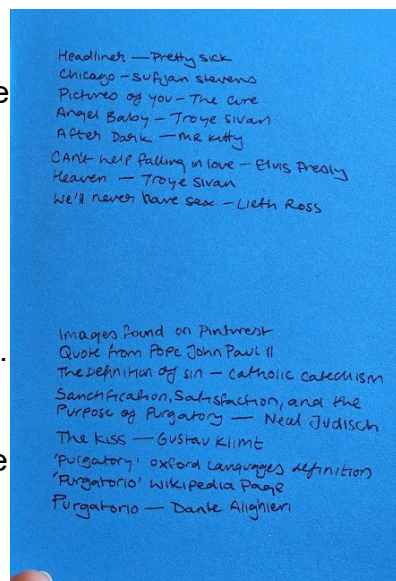 Headliner — Pretty Sick
Chicago - Sufjan Stevens
Pictures of you - The Cure
Angel Baby - Troye Sivan
After Dark — MR Kitty
CAn't help falling in love - Elvis Presly
Heaven — Troye Sivan
We'll never have sex - Lieth Ross
Images found on Pintrest
Quote from Pope John Paul II
The Definition of sin — Catholic catechism
Sanctification, Satisfaction, and the
Purpose of Purgatory — Neal Judisch
The Kiss — Gustav Klimt
'Purgatory' oxford Languages definition
'Purgatorio' Wikipedia Page
Purgatorio — Dante Alighieri